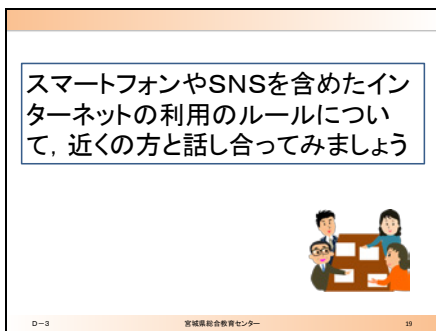 スマートフォンやSNSを含めたイン
ターネットの利用のルールについ
て，近くの方と話し合ってみましょう
D－3
宮城県総合教育センター
19